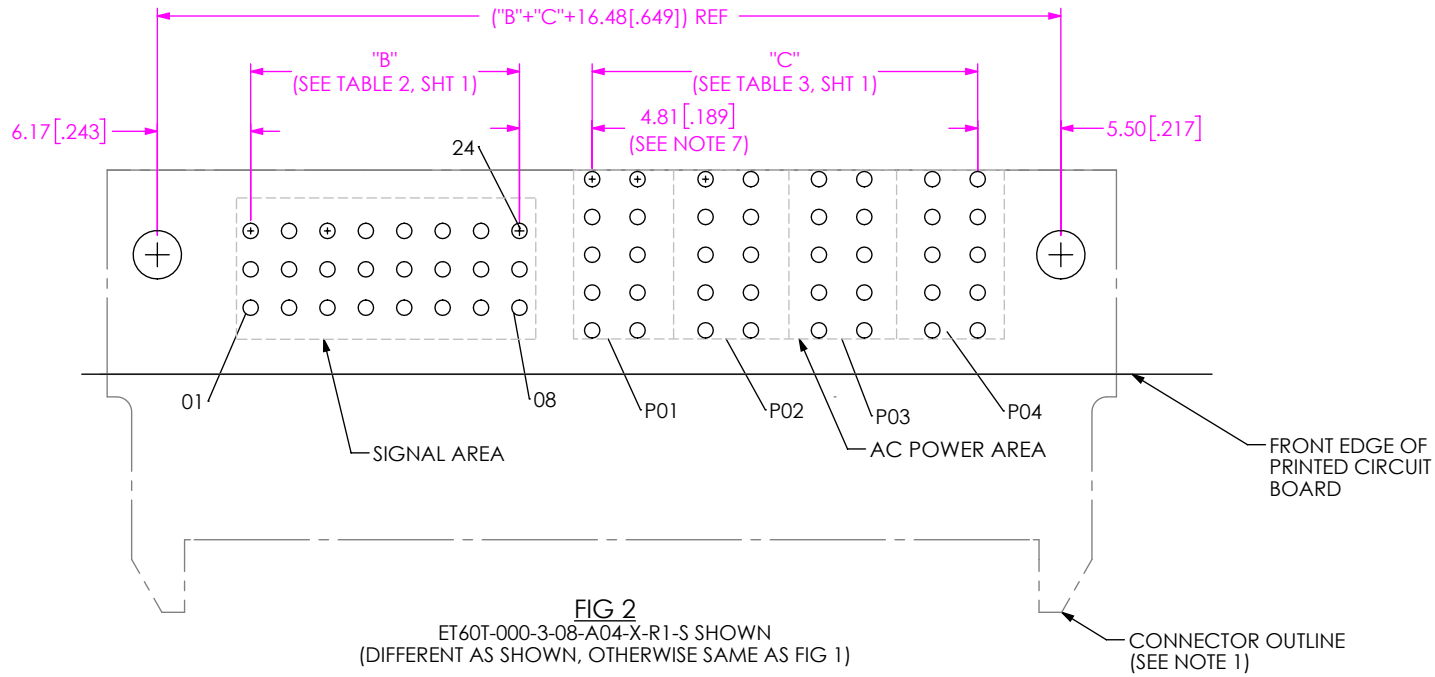 ("B"+"C"+16.48[.649]) REF
"B"
(SEE TABLE 2, SHT 1)
"C"
(SEE TABLE 3, SHT 1)
6.17[.243]
4.81[.189]
(SEE NOTE 7)
5.50[.217]
24
01
08
P01
P02
P03
P04
SIGNAL AREA
AC POWER AREA
FRONT EDGE OF
PRINTED CIRCUIT
BOARD
FIG 2
ET60T-000-3-08-A04-X-R1-S SHOWN
(DIFFERENT AS SHOWN, OTHERWISE SAME AS FIG 1)
CONNECTOR OUTLINE
(SEE NOTE 1)